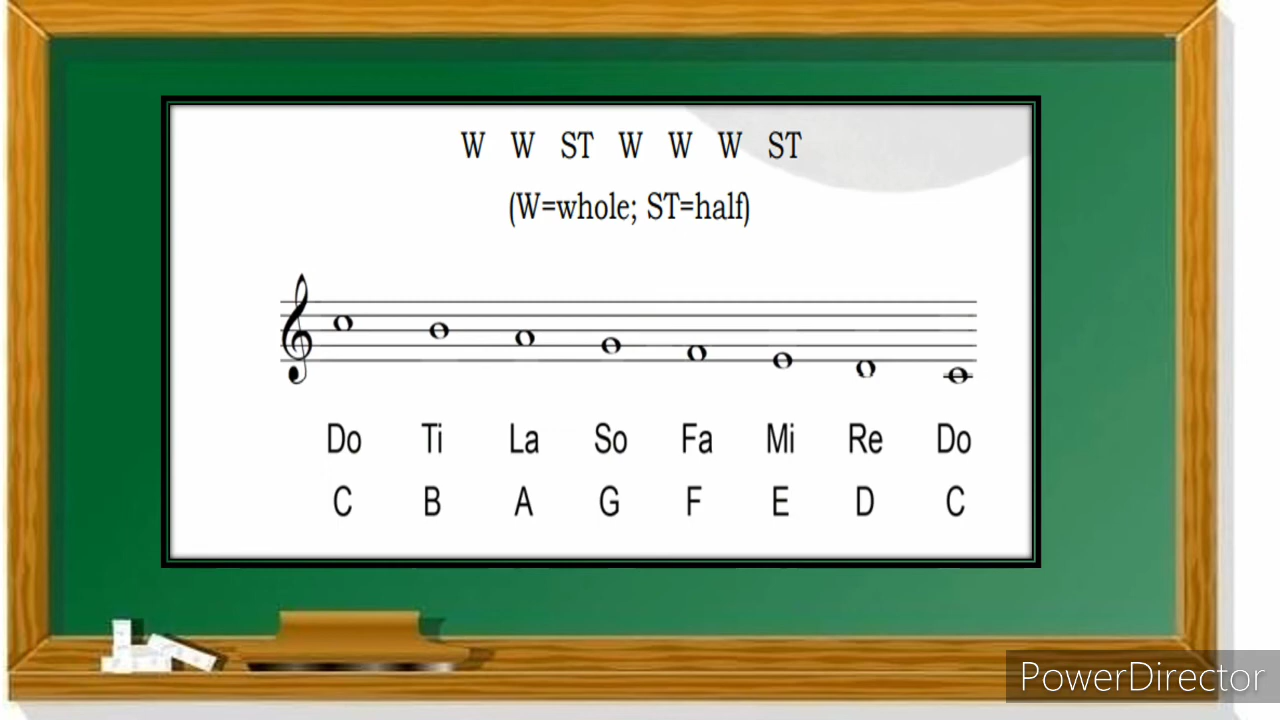 W W ST W W W ST
(W=whole; ST=half)
Do Ti La So Fa Mi Re Do
C B A G F E D C
PowerDirector